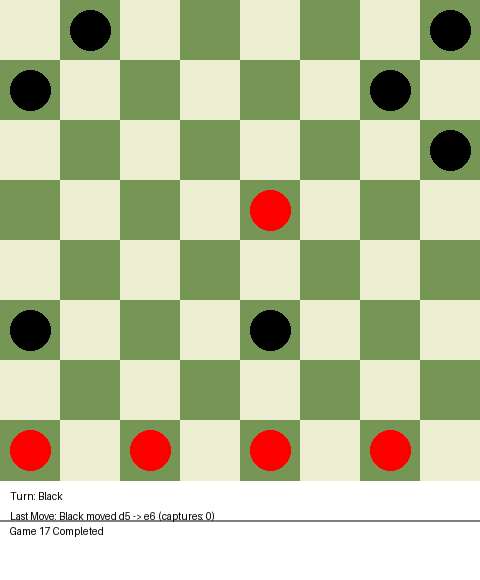 Turn: Black
Last Move: Black moved d5 -> e6 (captures: 0)
Game 17 Completed